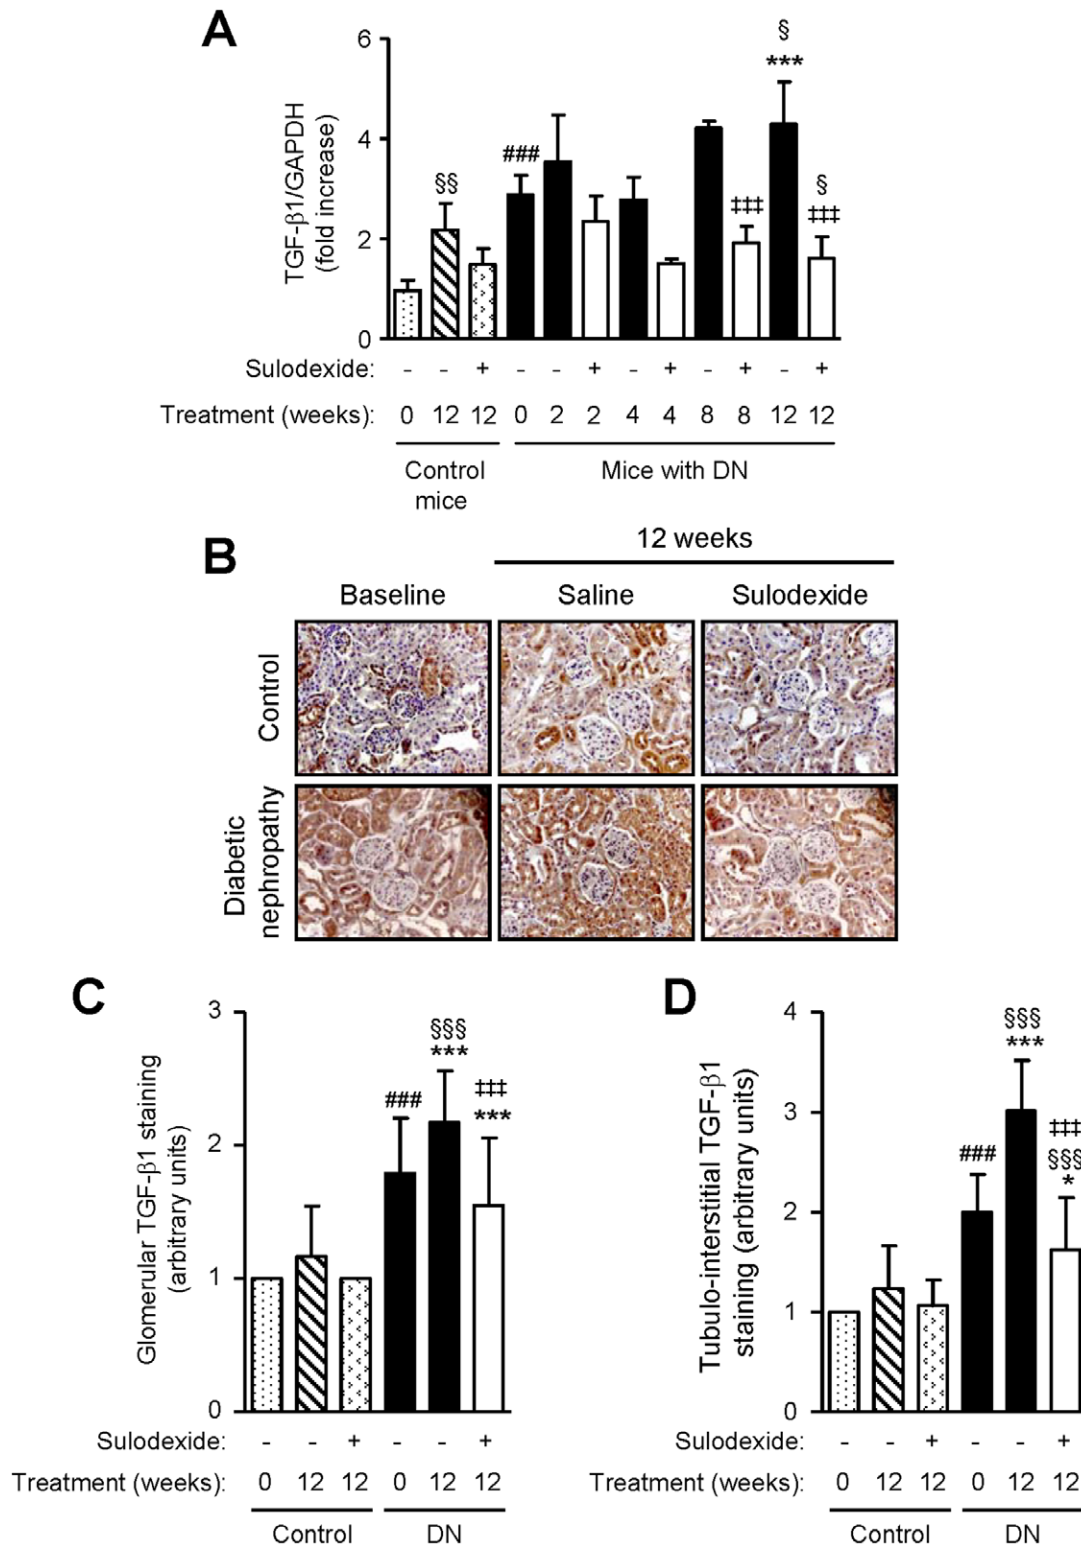 A
TGF-β1/GAPDH
(fold increase)
6
4
2
0
§§
###
‡‡‡
§
***
§
‡‡‡
Sulodexide: - - + - - + - + - + - +
Treatment (weeks): 0 12 12 0 2 2 4 4 8 8 12 12
Control
mice
Mice with DN
B
12 weeks
Baseline Saline Sulodexide
Control
Diabetic
nephropathy
C
Glomerular TGF-β1 staining
(arbitrary units)
3
2
1
0
###
§§§
***
‡‡‡
***
Sulodexide: - - + - - +
Treatment (weeks): 0 12 12 0 12 12
Control DN
D
Tubulo-interstitial TGF-β1
staining (arbitrary units)
4
3
2
1
0
###
§§§
***
‡‡‡
§§§
*
Sulodexide: - - + - - +
Treatment (weeks): 0 12 12 0 12 12
Control DN